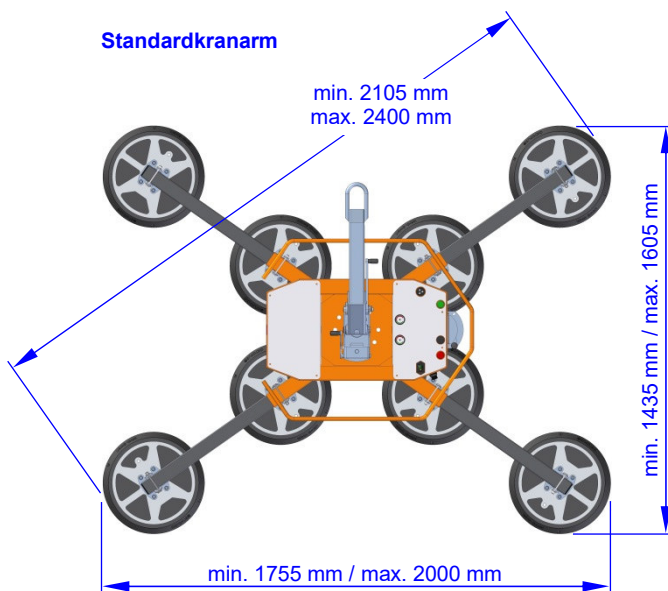 Standardkranarm
min. 2105 mm
max. 2400 mm
min. 1435 mm / max. 1605 mm
min. 1755 mm / max. 2000 mm